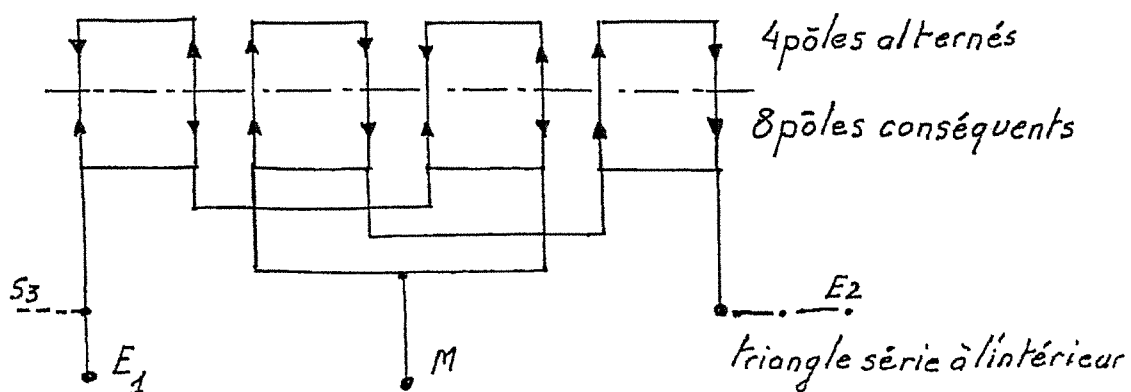 4pôles alternés
8pôles conséquents
S3
E2
E1
M
triangle série à l'intérieur